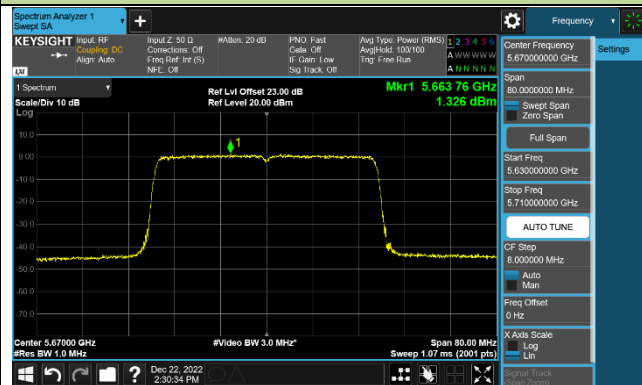 Spectrum Analyzer 1
Swept SA
Frequency
KEYSIGHT
Input: RF
Coupling: DC
Align: Auto
Input Z: 50 Ω
Corrections: Off
Freq Ref: Int (S)
NFE: Off
#Atten: 20 dB
PNO: Fast
Gate: Off
IF Gain: Low
Sig Track: Off
Avg Type: Power (RMS)
Avg|Hold: 100/100
Trig: Free Run
1 2 3 4 5 6
A W W W W W
A N N N N N
LXI
1 Spectrum
Scale/Div 10 dB
Log
Ref Lvl Offset 23.00 dB
Ref Level 20.00 dBm
Mkr1 5.663 76 GHz
1.326 dBm
1
10.0
0.00
-10.0
-20.0
-30.0
-40.0
-50.0
-60.0
-70.0
Center 5.67000 GHz
#Res BW 1.0 MHz
#Video BW 3.0 MHz*
Span 80.00 MHz
Sweep 1.07 ms (2001 pts)
Dec 22, 2022
2:30:34 PM
Center Frequency
5.670000000 GHz
Settings
Span
80.0000000 MHz
Swept Span
Zero Span
Full Span
Start Freq
5.630000000 GHz
Stop Freq
5.710000000 GHz
AUTO TUNE
CF Step
8.000000 MHz
Auto
Man
Freq Offset
0 Hz
X Axis Scale
Log
Lin
Signal Track
(Span Zoom)